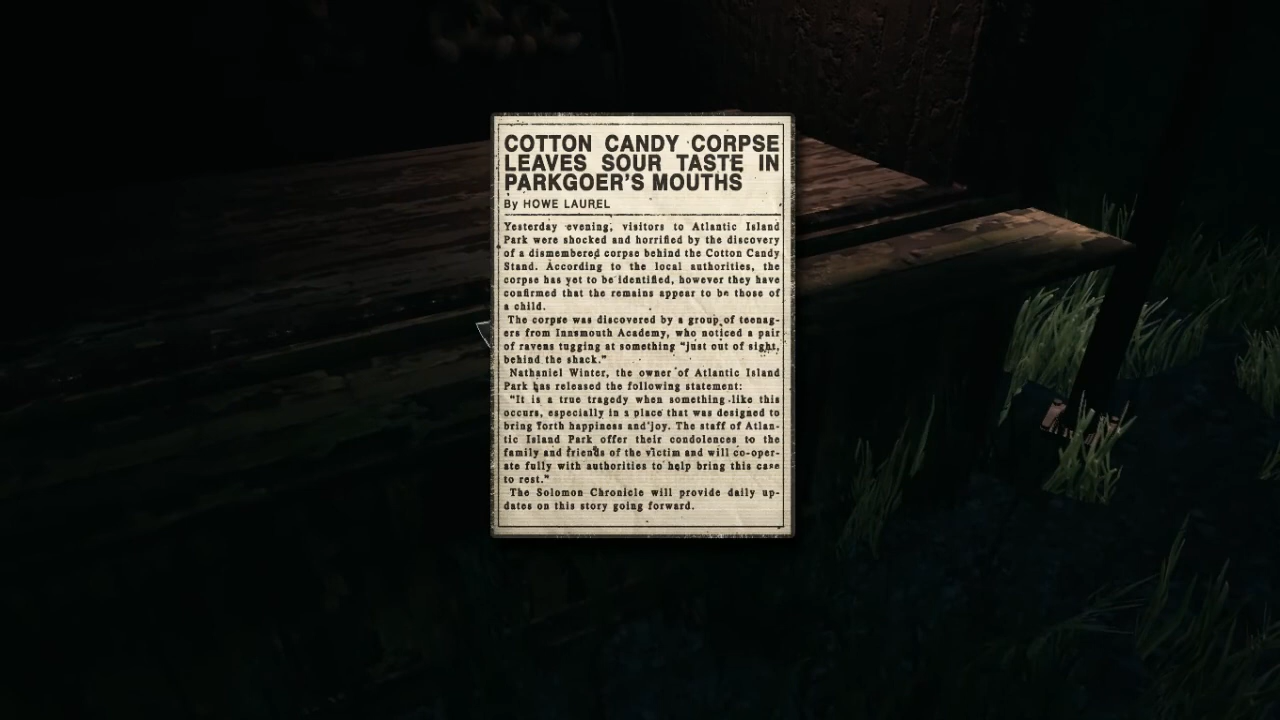 COTTON CANDY CORPSE
LEAVES SOUR TASTE IN
PARKGOER'S MOUTHS
By HOWE LAUREL
Yesterday evening, visitors to Atlantic Island
Park were shocked and horrified by the discovery
of a dismembered corpse behind the Cotton Candy
Stand. According to the local authorities, the
corpse has yet to be identified, however they have
confirmed that the remains appear to be those of
a child.
The corpse was discovered by a group of teenag-
ers from Innsmouth Academy, who noticed a pair
of ravens tugging at something "just out of sight,
behind the shack."
Nathaniel Winter, the owner of Atlantic Island
Park has released the following statement:
"It is a true tragedy when something like this
occurs, especially in a place that was designed to
bring forth happiness and joy. The staff of Atlan-
tic Island Park offer their condolences to the
family and friends of the victim and will co-oper-
ate fully with authorities to help bring this case
to rest."
The Solomon Chronicle will provide daily up-
dates on this story going forward.